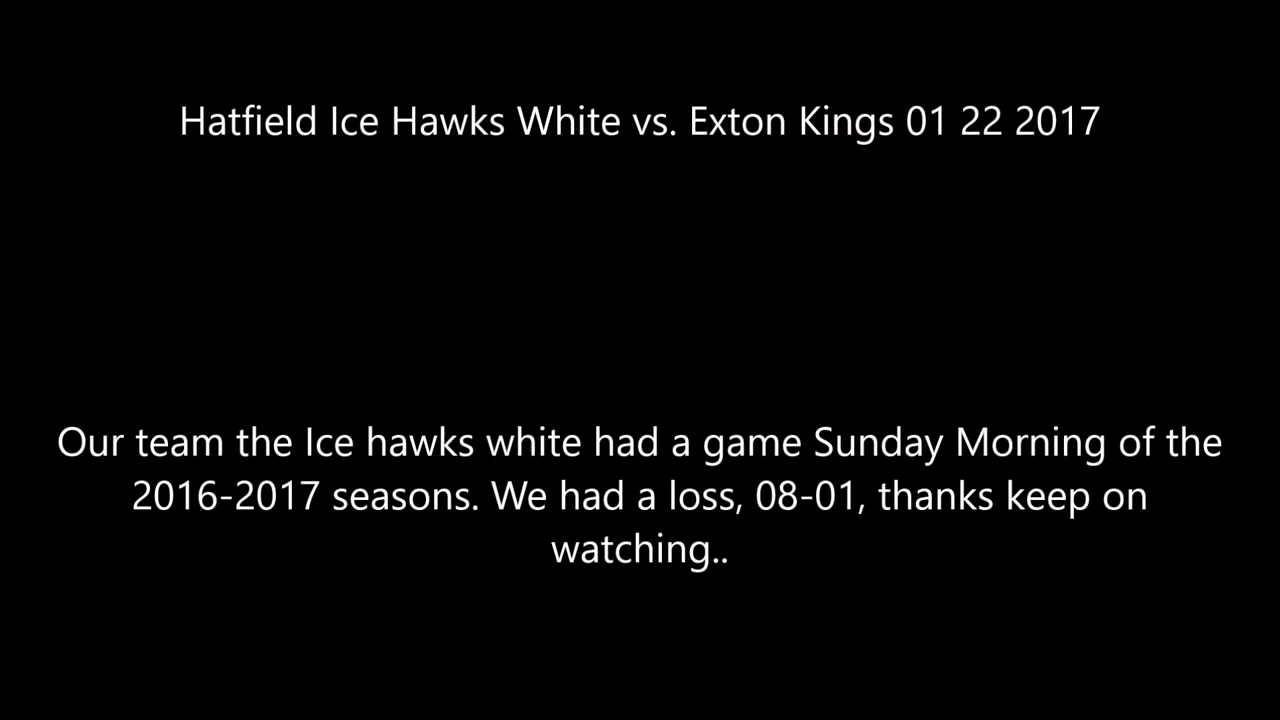 Hatfield Ice Hawks White vs. Exton Kings 01 22 2017
Our team the Ice hawks white had a game Sunday Morning of the
2016-2017 seasons. We had a loss, 08-01, thanks keep on
watching..